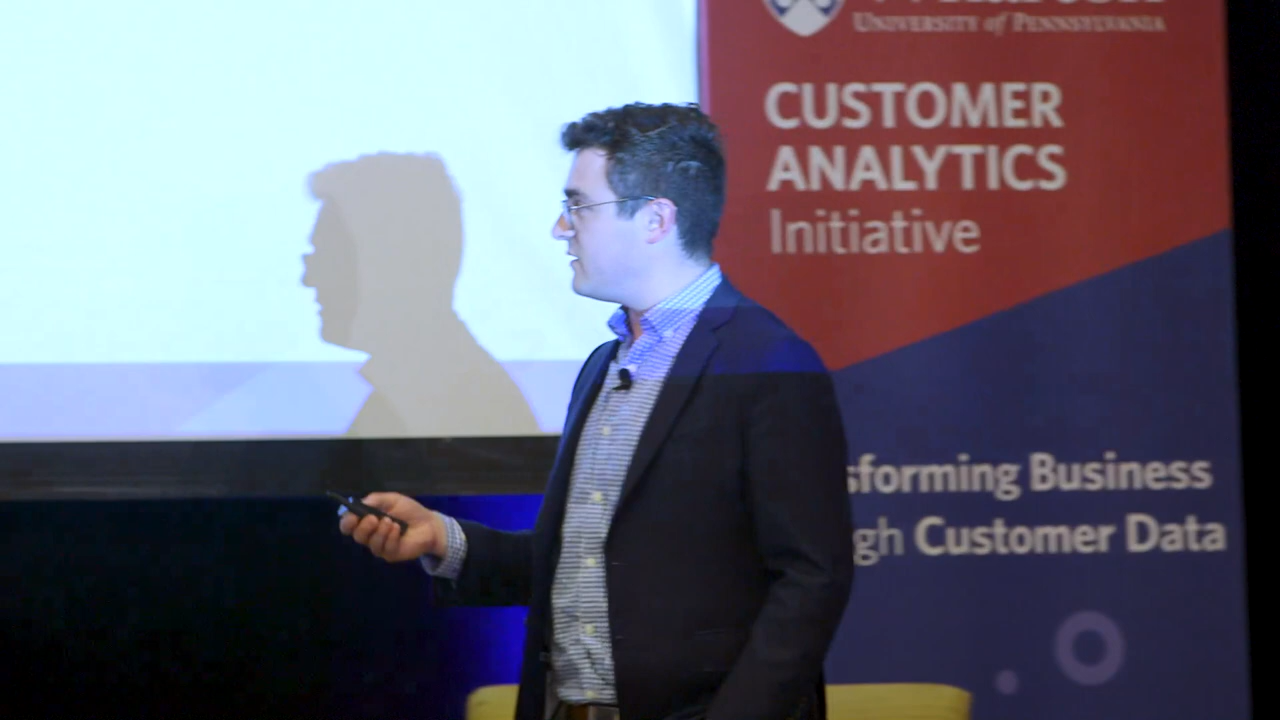 UNIVERSITY of PENNSYLVANIA
CUSTOMER
ANALYTICS
Initiative
sforming Business
gh Customer Data